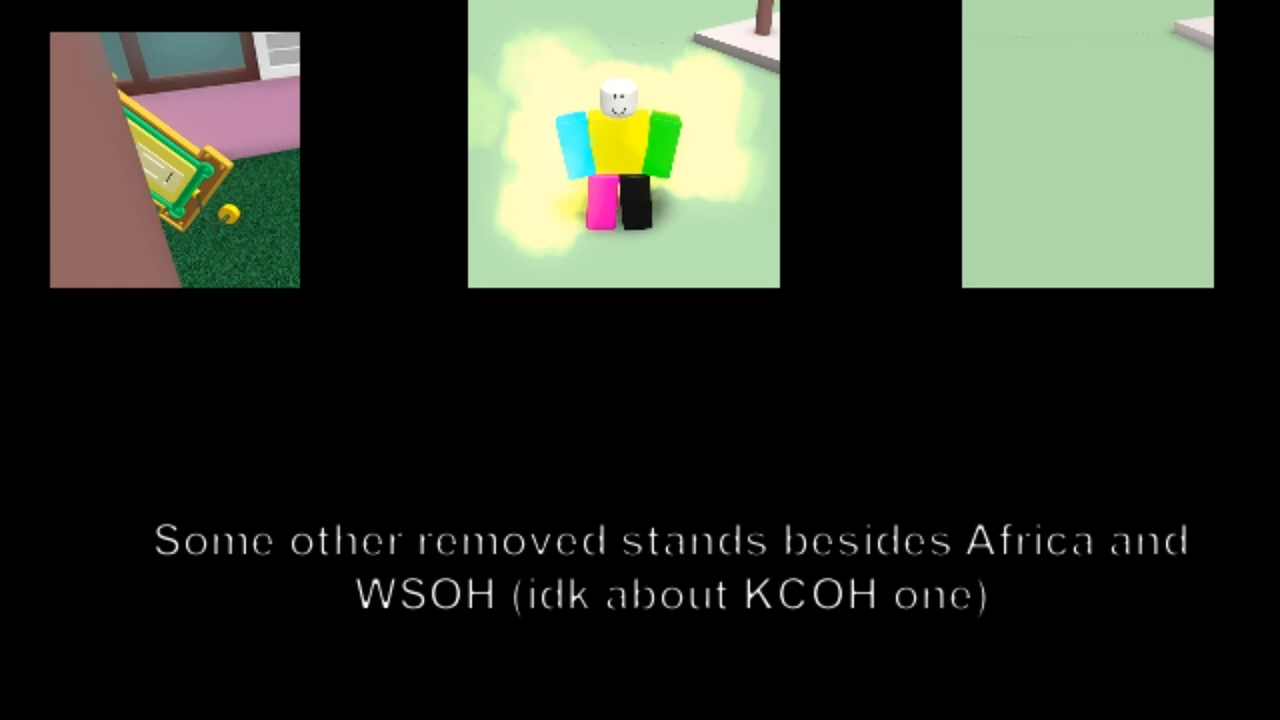 Some other removed stands besides Africa and
WSOH (idk about KCOH one)